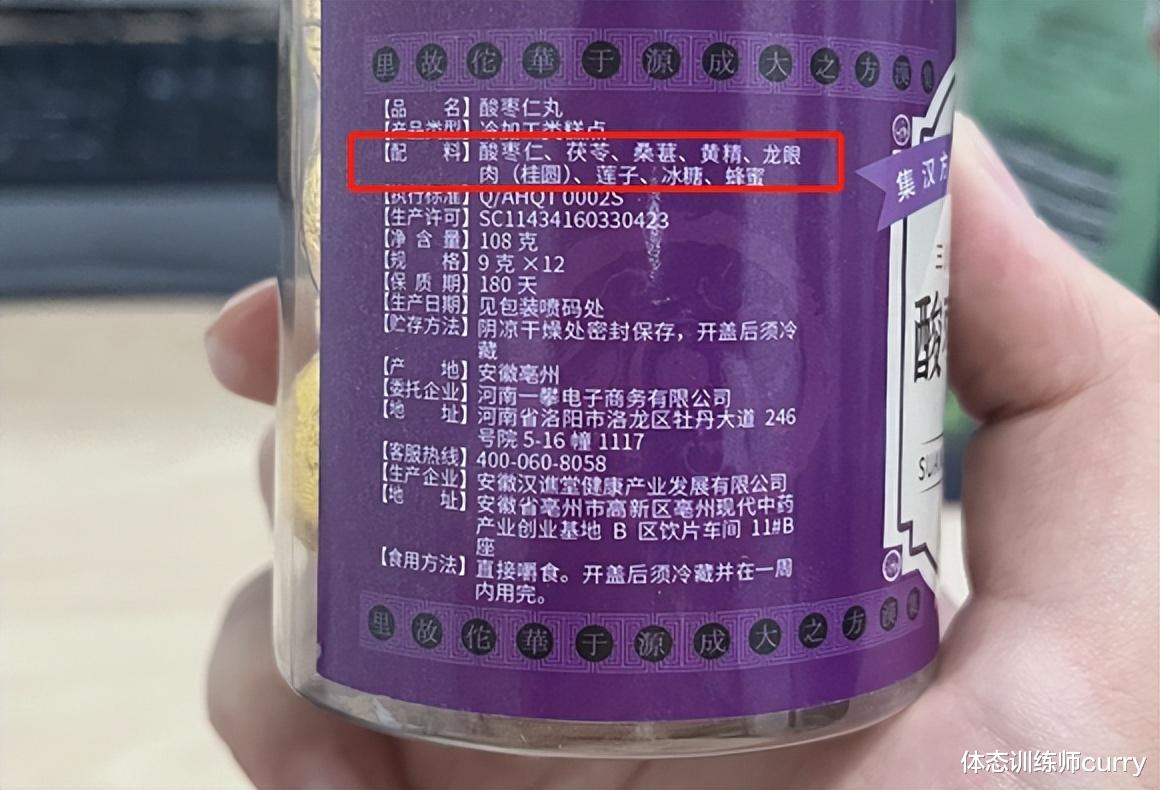 里故佗華于源成大之方漢
【品名】酸枣仁丸
【产品类型】冷加工类糕点
【配料】酸枣仁、茯苓、桑葚、黄精、龙眼
肉（桂圆）、莲子、冰糖、蜂蜜
【执行标准】Q/AHQT 0002S
【生产许可】SC11434160330423
【净含量】108 克
【规格】9 克×12
【保质期】180 天
【生产日期】见包装喷码处
【贮存方法】阴凉干燥处密封保存，开盖后须冷
藏
【产地】安徽亳州
【委托企业】河南一攀电子商务有限公司
【地址】河南省洛阳市洛龙区牡丹大道 246
号院 5-16 幢 1117
【客服热线】400-060-8058
【生产企业】安徽汉谯堂健康产业发展有限公司
【地址】安徽省亳州市高新区亳州现代中药
产业创业基地 B 区饮片车间 11#B
座
【食用方法】直接嚼食。开盖后须冷藏并在一周
内用完。
里故佗華于源成大之方漢
集汉方
酸
SUA
体态训练师curry